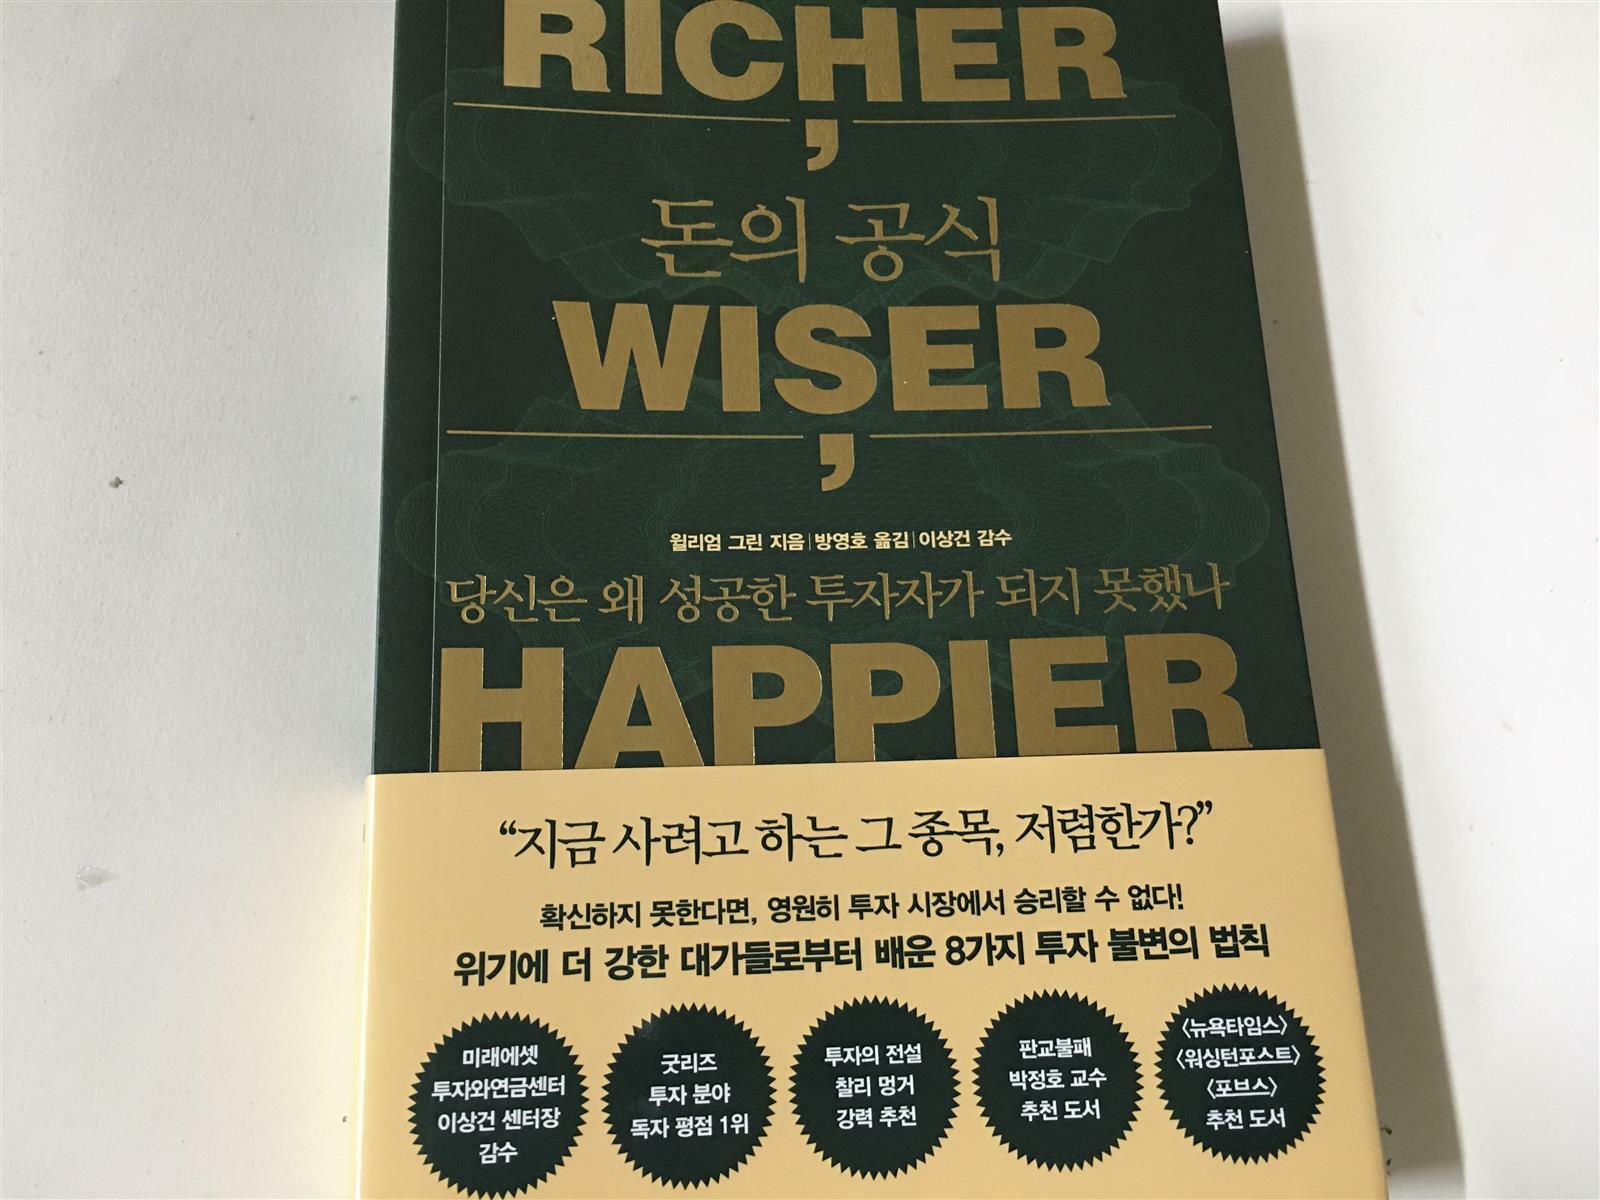 RICHER,
돈의 공식
WISER,
윌리엄 그린 지음|방영호 옮김|이상건 감수
당신은 왜 성공한 투자자가 되지 못했나
HAPPIER
“지금 사려고 하는 그 종목, 저렴한가?”
확신하지 못한다면, 영원히 투자 시장에서 승리할 수 없다!
위기에 더 강한 대가들로부터 배운 8가지 투자 불변의 법칙
미래에셋
투자와연금센터
이상건 센터장
감수
굿리즈
투자 분야
독자 평점 1위
투자의 전설
찰리 멍거
강력 추천
판교불패
박정호 교수
추천 도서
〈뉴욕타임스〉
〈워싱턴포스트〉
〈포브스〉
추천 도서